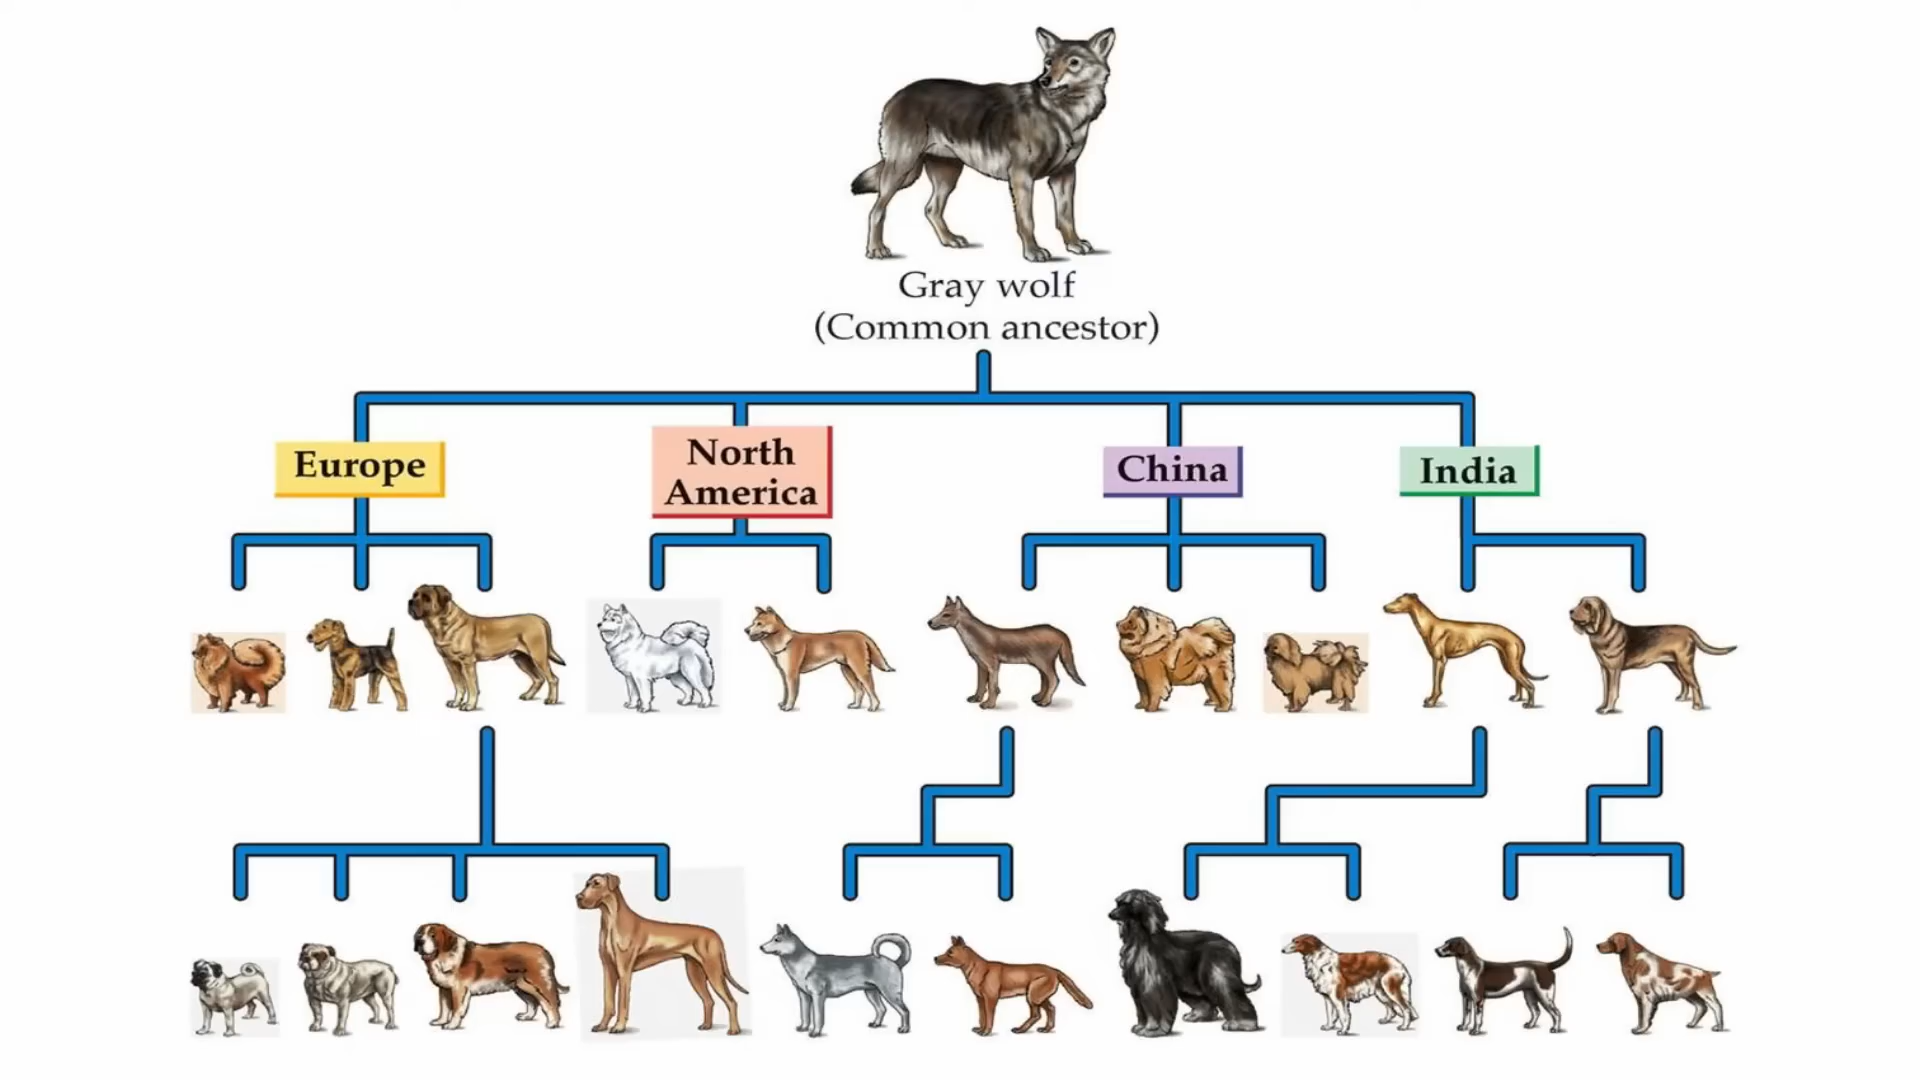 Gray wolf
(Common ancestor)
Europe
North
America
China
India